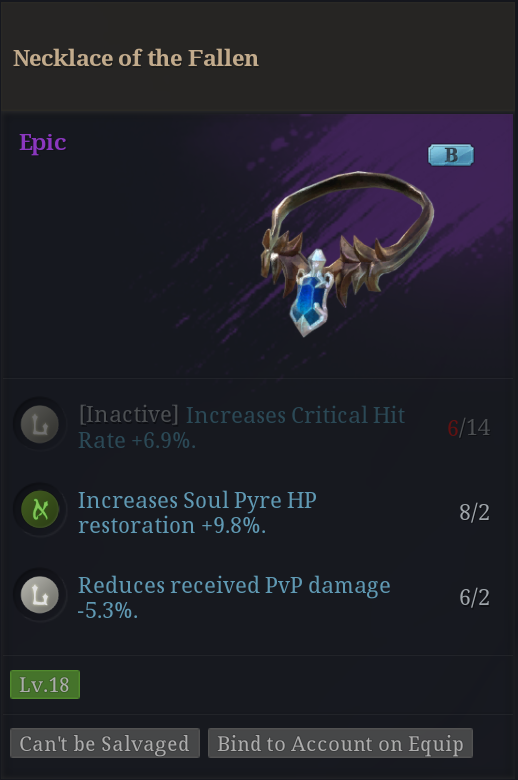 Necklace of the Fallen
Epic
B
[Inactive] Increases Critical Hit
Rate +6.9%.
6/14
Increases Soul Pyre HP
restoration +9.8%.
8/2
Reduces received PvP damage
-5.3%.
6/2
Lv.18
Can't be Salvaged
Bind to Account on Equip